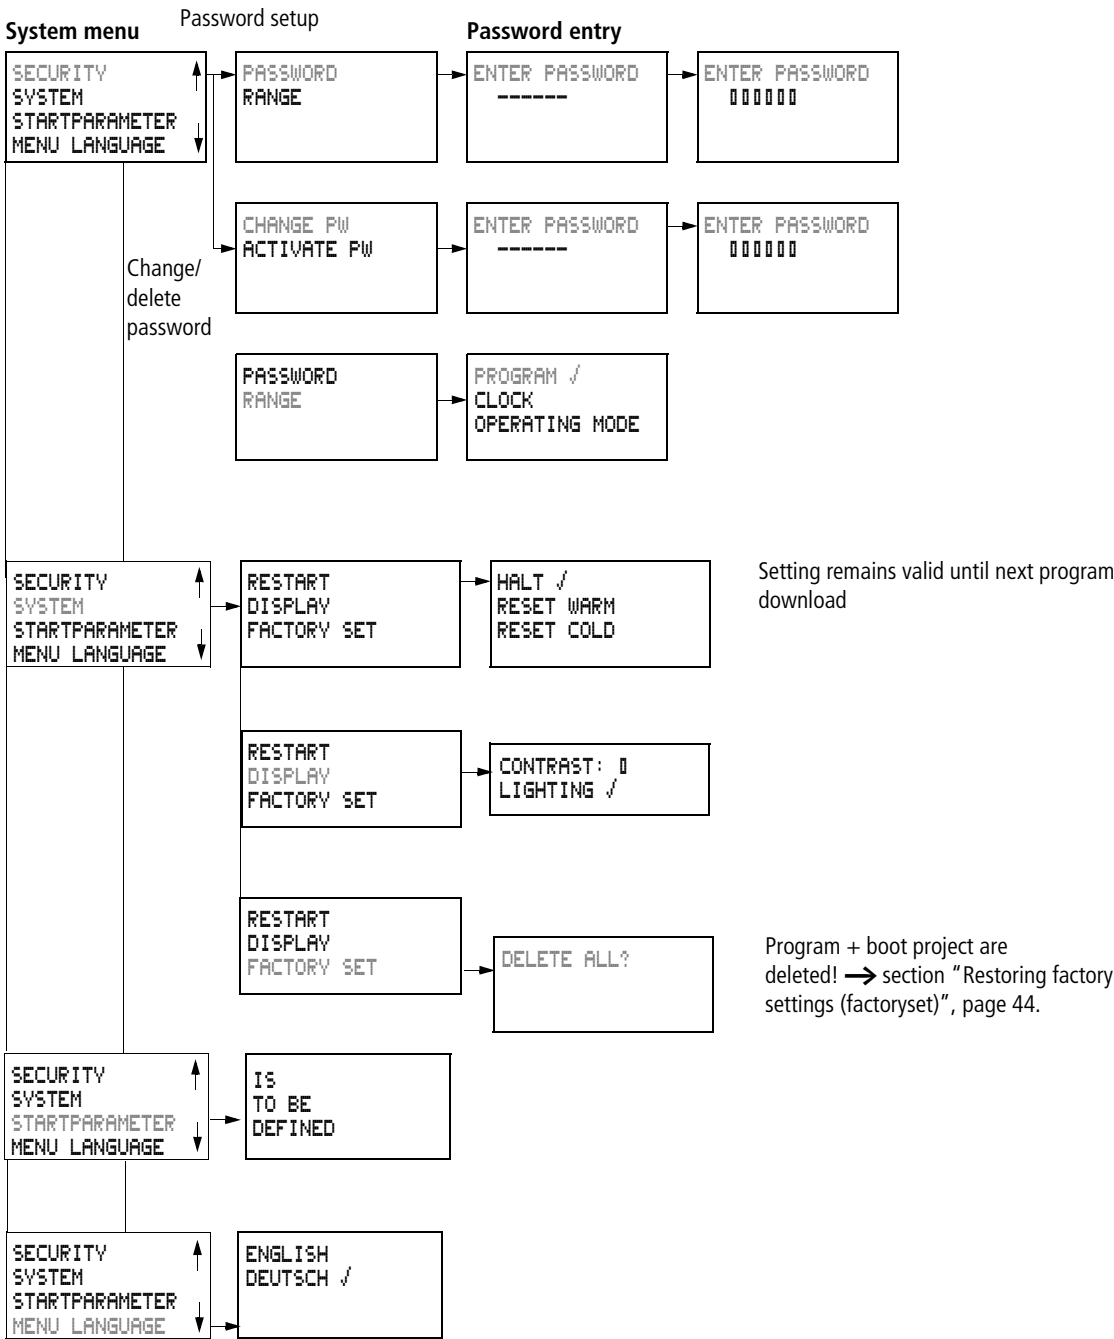 System menu
Password setup
Password entry
SECURITY
SYSTEM
STARTPARAMETER
MENU LANGUAGE
PASSWORD
RANGE
ENTER PASSWORD
------
ENTER PASSWORD
000000
CHANGE PW
ACTIVATE PW
ENTER PASSWORD
------
ENTER PASSWORD
000000
Change/
delete
password
PASSWORD
RANGE
PROGRAM √
CLOCK
OPERATING MODE
SECURITY
SYSTEM
STARTPARAMETER
MENU LANGUAGE
RESTART
DISPLAY
FACTORY SET
HALT √
RESET WARM
RESET COLD
Setting remains valid until next program
download
RESTART
DISPLAY
FACTORY SET
CONTRAST: 0
LIGHTING √
RESTART
DISPLAY
FACTORY SET
DELETE ALL?
Program + boot project are
deleted! → section “Restoring factory
settings (factoryset)”, page 44.
SECURITY
SYSTEM
STARTPARAMETER
MENU LANGUAGE
IS
TO BE
DEFINED
SECURITY
SYSTEM
STARTPARAMETER
MENU LANGUAGE
ENGLISH
DEUTSCH √